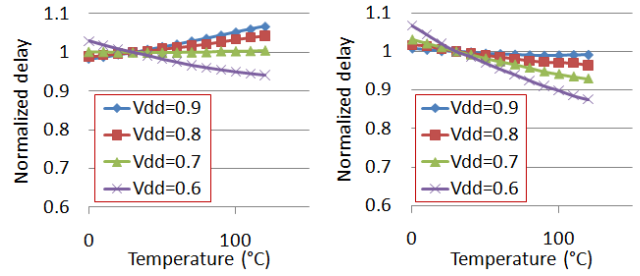 Normalized delay
1.1
1
0.9
0.8
0.7
0.6
Vdd=0.9
Vdd=0.8
Vdd=0.7
Vdd=0.6
0
100
Temperature (°C)
Normalized delay
1.1
1
0.9
0.8
0.7
0.6
Vdd=0.9
Vdd=0.8
Vdd=0.7
Vdd=0.6
0
100
Temperature (°C)